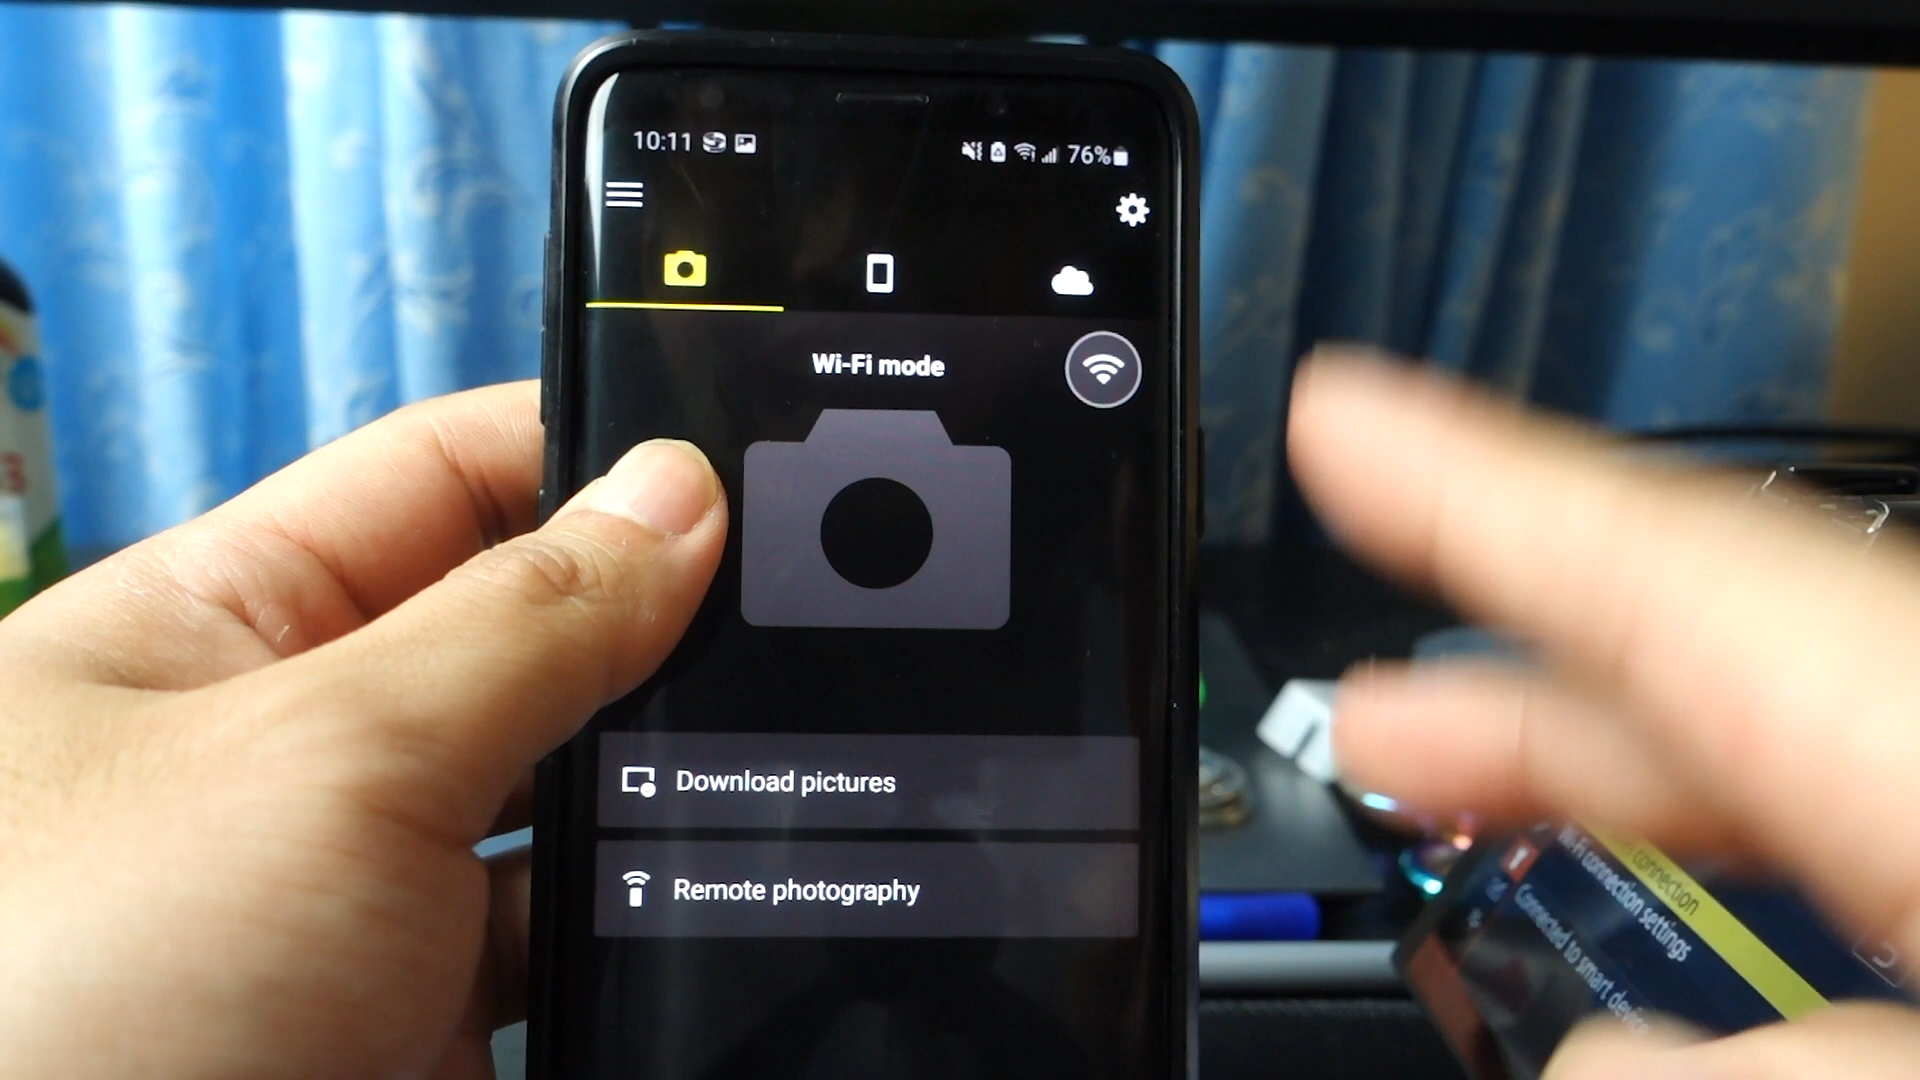 10:11
76%
Wi-Fi mode
Download pictures
Remote photography
connection
Wi-Fi connection settings
Connected to smart device